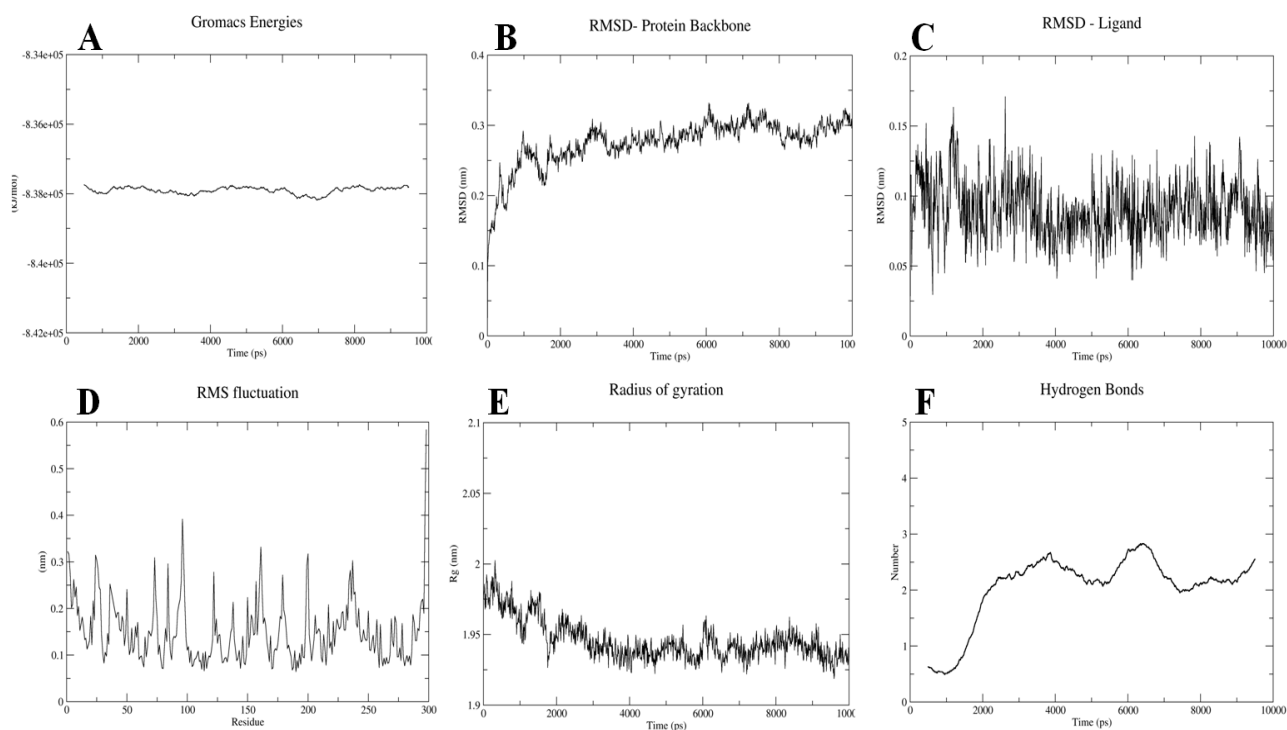 A
Gromacs Energies
-8.34e+05
-8.36e+05
-8.38e+05
-8.4e+05
-8.42e+05
0 2000 4000 6000 8000 100
Time (ps)
B
RMSD- Protein Backbone
RMSD (nm)
0.4
0.3
0.2
0.1
0
0 2000 4000 6000 8000 1000
Time (ps)
C
RMSD - Ligand
RMSD (nm)
0.2
0.15
0.1
0.05
0
0 2000 4000 6000 8000 10000
Time (ps)
D
RMS fluctuation
(nm)
0.6
0.5
0.4
0.3
0.2
0.1
0
0 50 100 150 200 250 300
Residue
E
Radius of gyration
Rg (nm)
2.1
2.05
2
1.95
1.9
0 2000 4000 6000 8000 100
Time (ps)
F
Hydrogen Bonds
Number
5
4
3
2
1
0
0 2000 4000 6000 8000 10000
Time (ps)